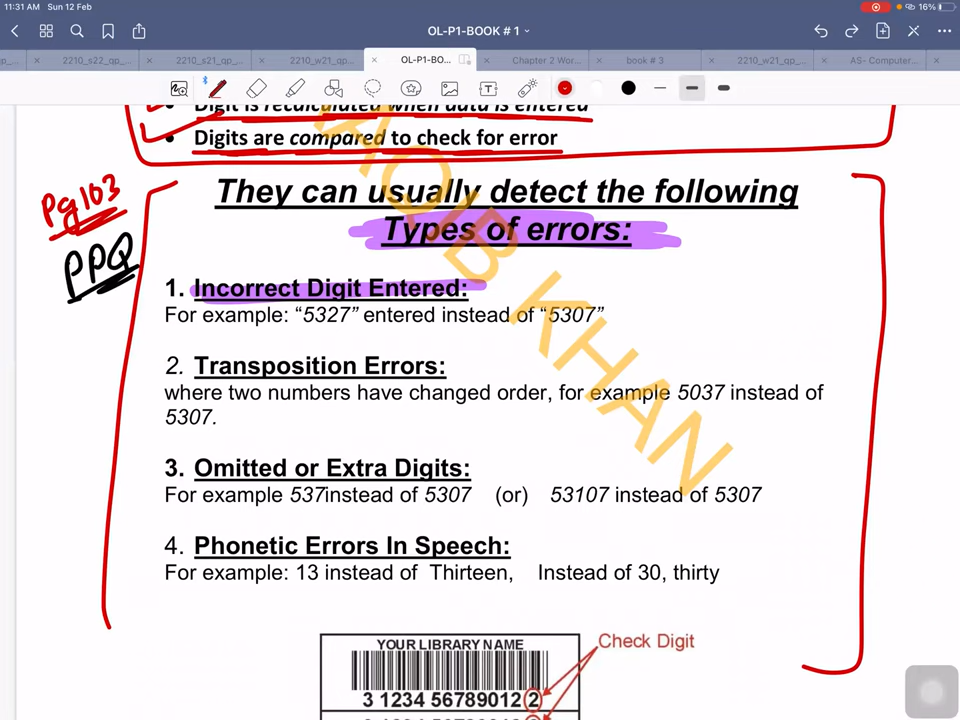 11:31 AM Sun 12 Feb
16%
OL-P1-BOOK # 1
2210_s22_qp_...
2210_s21_qp_...
2210_w21_qp...
OL-P1-BO...
Chapter 2 Wor...
book # 3
2210_w21_qp_...
AS- Computer...
• Digit is recalculated when data is entered
• Digits are compared to check for error
Pg 103
PPQ
They can usually detect the following
Types of errors:
1. Incorrect Digit Entered:
For example: “5327” entered instead of “5307”
2. Transposition Errors:
where two numbers have changed order, for example 5037 instead of
5307.
3. Omitted or Extra Digits:
For example 537instead of 5307 (or) 53107 instead of 5307
4. Phonetic Errors In Speech:
For example: 13 instead of Thirteen, Instead of 30, thirty
AQIB KHAN
YOUR LIBRARY NAME
3 1234 56789012 2
Check Digit